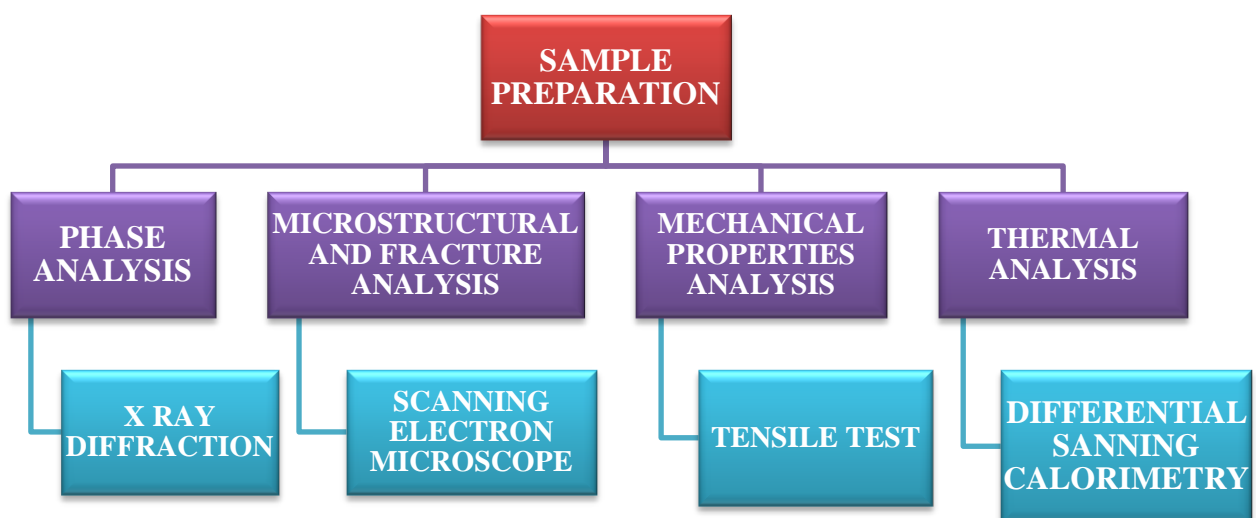 SAMPLE
PREPARATION
PHASE
ANALYSIS
MICROSTRUCTURAL
AND FRACTURE
ANALYSIS
MECHANICAL
PROPERTIES
ANALYSIS
THERMAL
ANALYSIS
X RAY
DIFFRACTION
SCANNING
ELECTRON
MICROSCOPE
TENSILE TEST
DIFFERENTIAL
SANNING
CALORIMETRY